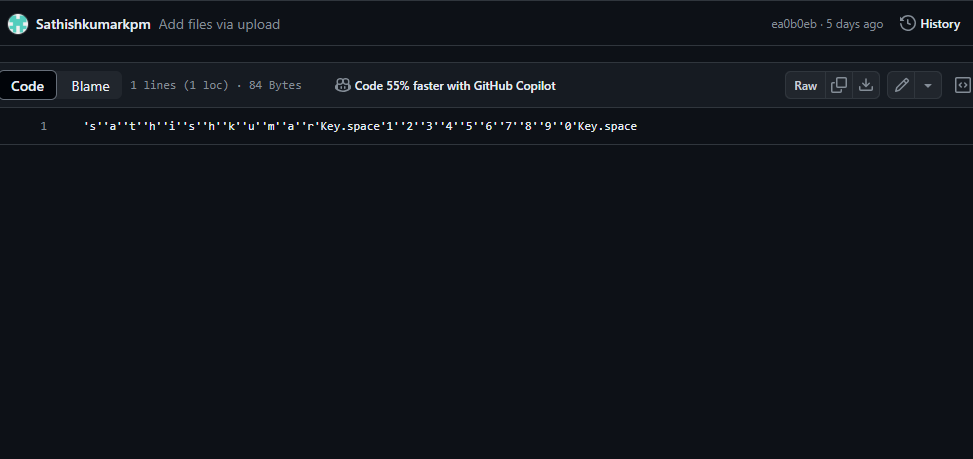 Sathishkumarkpm Add files via upload ea0b0eb · 5 days ago History
Code Blame 1 lines (1 loc) · 84 Bytes Code 55% faster with GitHub Copilot Raw
1 's''a''t''h''i''s''h''k''u''m''a''r'Key.space'1''2''3''4''5''6''7''8''9''0'Key.space